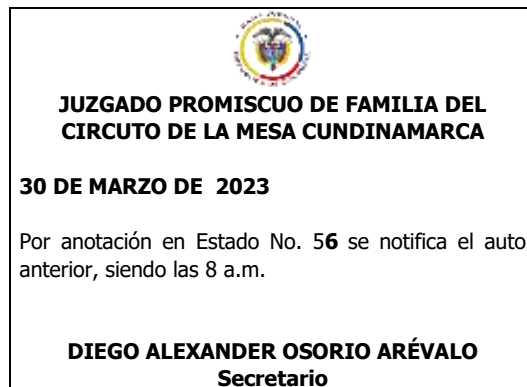 JUZGADO PROMISCUO DE FAMILIA DEL
CIRCUTO DE LA MESA CUNDINAMARCA
30 DE MARZO DE 2023
Por anotación en Estado No. 56 se notifica el auto
anterior, siendo las 8 a.m.
DIEGO ALEXANDER OSORIO ARÉVALO
Secretario